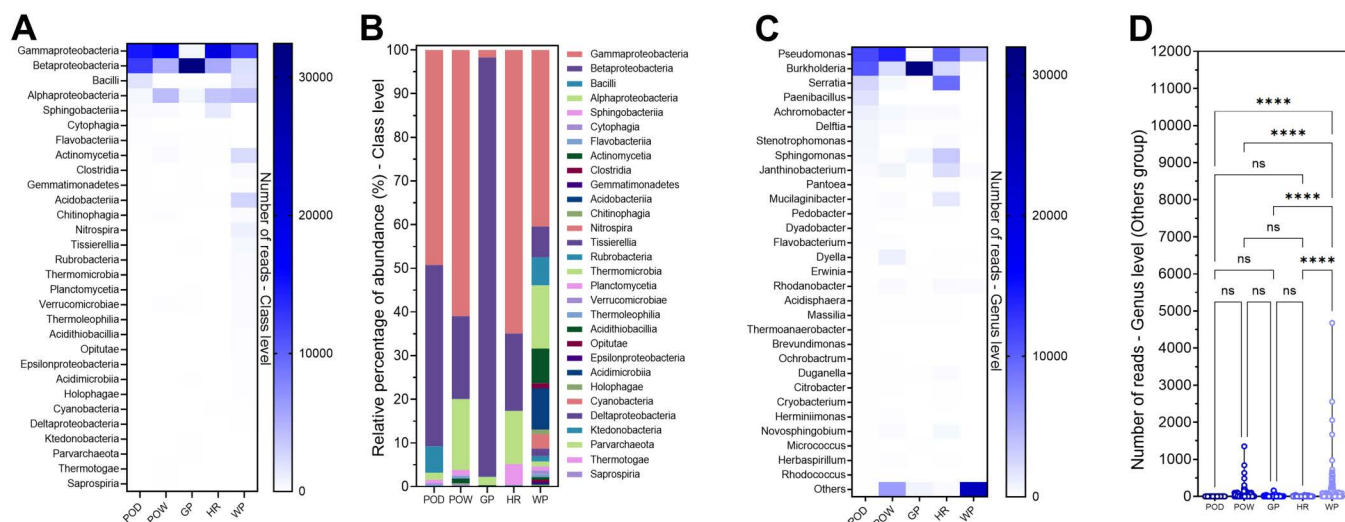 A
Gammaproteobacteria
Betaproteobacteria
Bacilli
Alphaproteobacteria
Sphingobacteriia
Cytophagia
Flavobacteriia
Actinomycetia
Clostridia
Gemmatimonadetes
Acidobacteriia
Chitinophagia
Nitrospira
Tissierellia
Rubrobacteria
Thermomicrobia
Planctomycetia
Verrucomicrobiae
Thermoleophilia
Acidithiobacillia
Opitutae
Epsilonproteobacteria
Acidimicrobiia
Holophagae
Cyanobacteria
Deltaproteobacteria
Ktedonobacteria
Parvarchaeota
Thermotogae
Saprospiria
POD POW GP HR WP
30000
20000
10000
0
Number of reads - Class level
B
Relative percentage of abundance (%) - Class level
100
90
80
70
60
50
40
30
20
10
0
POD POW GP HR WP
Gammaproteobacteria
Betaproteobacteria
Bacilli
Alphaproteobacteria
Sphingobacteriia
Cytophagia
Flavobacteriia
Actinomycetia
Clostridia
Gemmatimonadetes
Acidobacteriia
Chitinophagia
Nitrospira
Tissierellia
Rubrobacteria
Thermomicrobia
Planctomycetia
Verrucomicrobiae
Thermoleophilia
Acidithiobacillia
Opitutae
Epsilonproteobacteria
Acidimicrobiia
Holophagae
Cyanobacteria
Deltaproteobacteria
Ktedonobacteria
Parvarchaeota
Thermotogae
Saprospiria
C
Pseudomonas
Burkholderia
Serratia
Paenibacillus
Achromobacter
Delftia
Stenotrophomonas
Sphingomonas
Janthinobacterium
Pantoea
Mucilaginibacter
Pedobacter
Dyadobacter
Flavobacterium
Dyella
Erwinia
Rhodanobacter
Acidisphaera
Massilia
Thermoanaerobacter
Brevundimonas
Ochrobactrum
Duganella
Citrobacter
Cryobacterium
Herminiimonas
Novosphingobium
Micrococcus
Herbaspirillum
Rhodococcus
Others
POD POW GP HR WP
30000
20000
10000
0
Number of reads - Genus level
D
Number of reads - Genus level (Others group)
12000
11000
10000
9000
8000
7000
6000
5000
4000
3000
2000
1000
0
****
****
ns
****
ns
ns ****
ns ns ns
POD POW GP HR WP